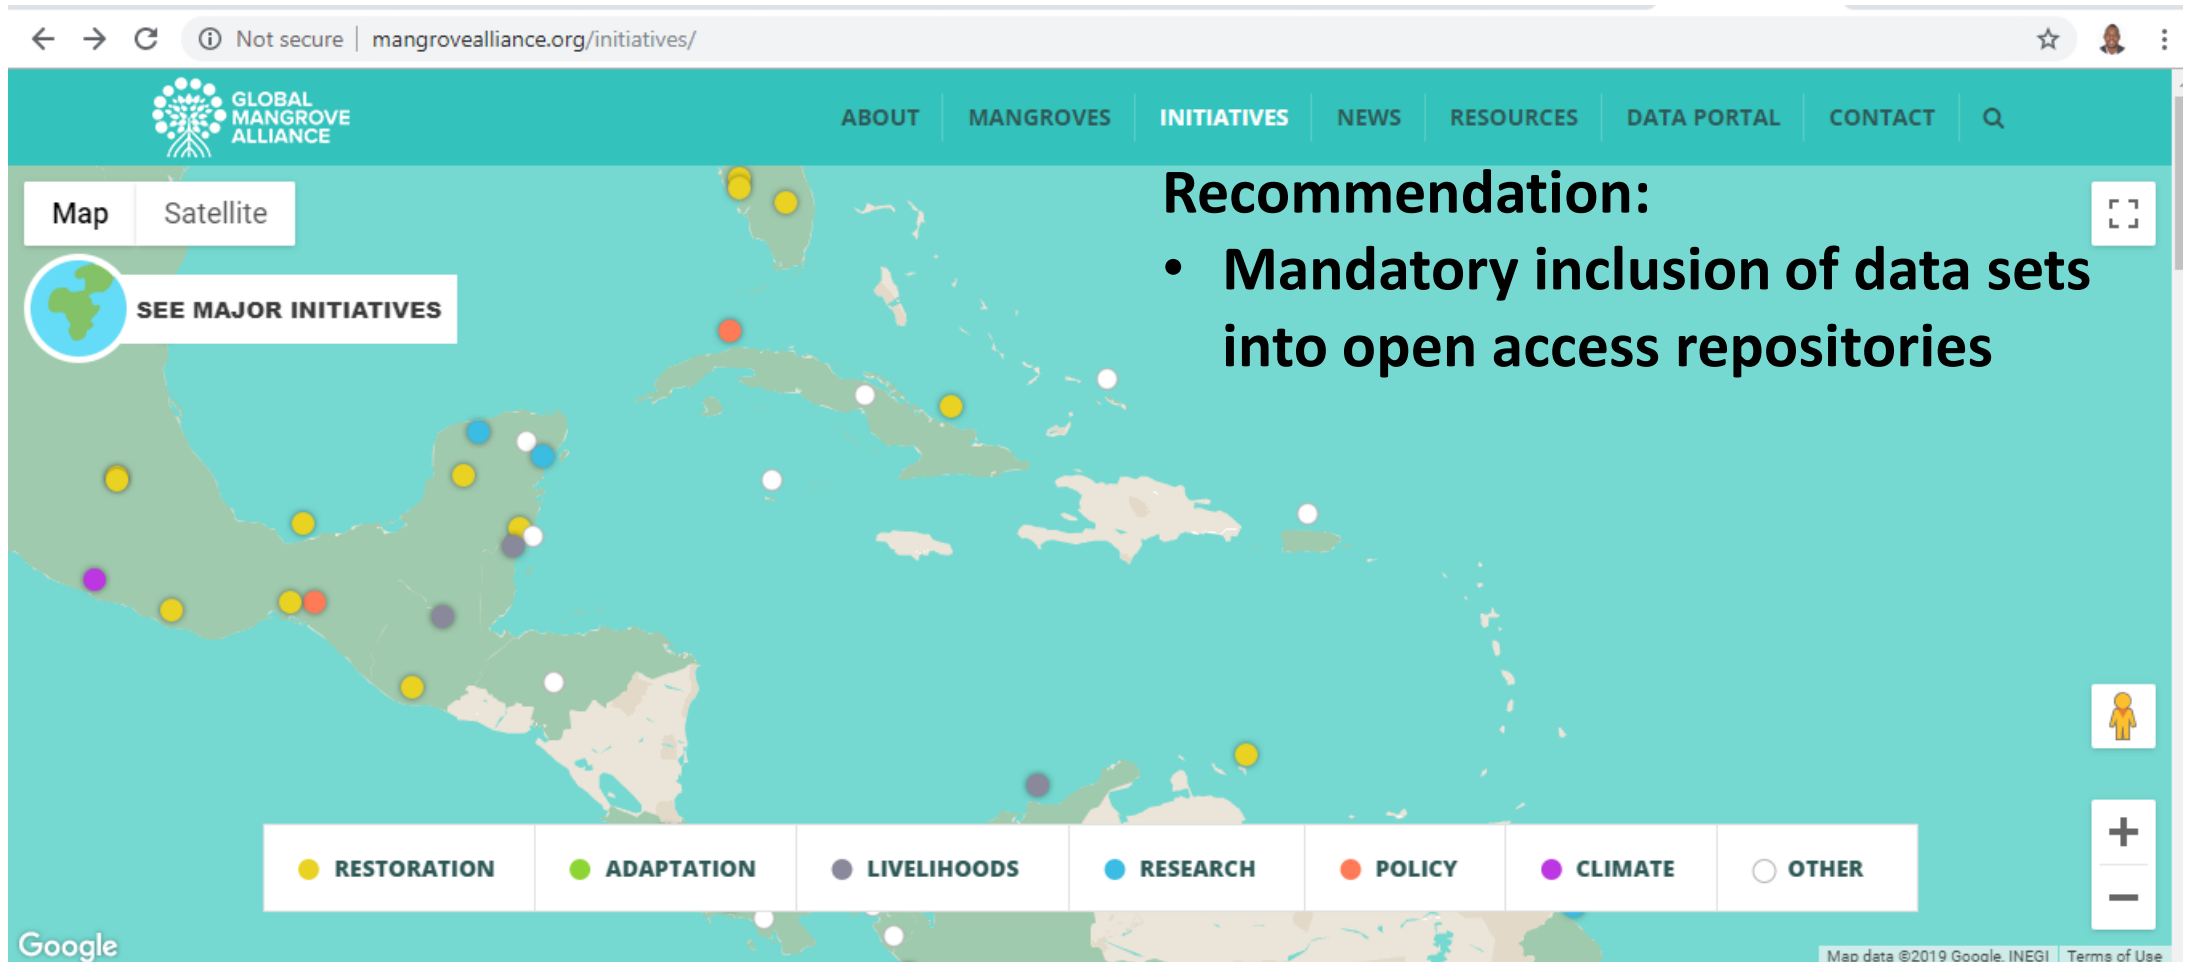 Not secure | mangrovealliance.org/initiatives/
GLOBAL
MANGROVE
ALLIANCE
ABOUT
MANGROVES
INITIATIVES
NEWS
RESOURCES
DATA PORTAL
CONTACT
Map
Satellite
SEE MAJOR INITIATIVES
Recommendation:
• Mandatory inclusion of data sets
into open access repositories
RESTORATION
ADAPTATION
LIVELIHOODS
RESEARCH
POLICY
CLIMATE
OTHER
Google
Map data ©2019 Google, INEGI
Terms of Use